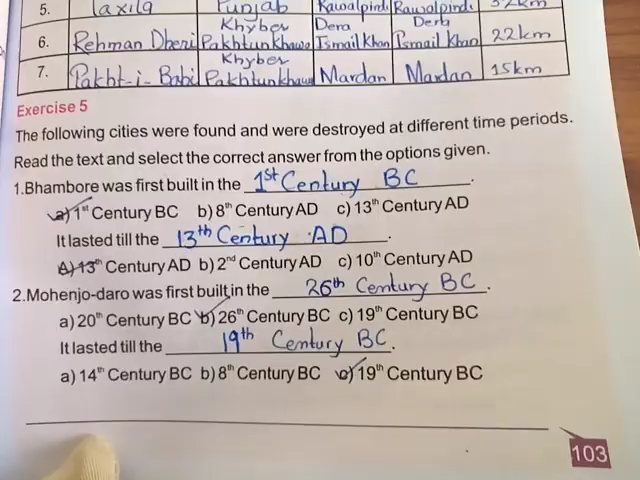 5. Taxila Punjab Rawalpindi Rawalpindi 32km
6. Rehman Dheri Khyber Pakhtunkhawa Dera Ismail Khan Dera Ismail Khan 22km
7. Pakht-i-Babi Khyber Pakhtunkhawa Mardan Mardan 15km
Exercise 5
The following cities were found and were destroyed at different time periods.
Read the text and select the correct answer from the options given.
1.Bhambore was first built in the 1st Century BC.
a) 1st Century BC b) 8th Century AD c) 13th Century AD
It lasted till the 13th Century AD.
A) 13th Century AD b) 2nd Century AD c) 10th Century AD
2.Mohenjo-daro was first built in the 26th Century BC.
a) 20th Century BC b) 26th Century BC c) 19th Century BC
It lasted till the 19th Century BC.
a) 14th Century BC b) 8th Century BC c) 19th Century BC
103